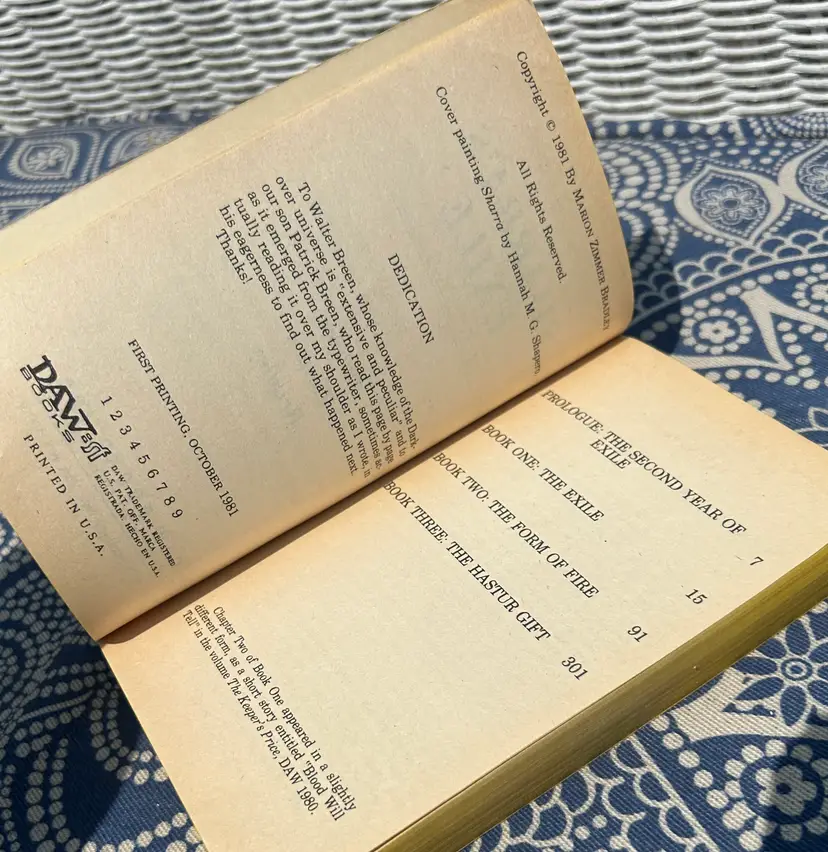 Copyright © 1981 By MARION ZIMMER BRADLEY
All Rights Reserved.
Cover painting Sharra by Hannah M. G. Shapero.
DEDICATION
To Walter Breen, whose knowledge of the Dark-
over universe is "extensive and peculiar" and to
our son Patrick Breen, who read this page by page
as it emerged from the typewriter, sometimes ac-
tually reading it over my shoulder as I wrote, in
his eagerness to find out what happened next.
Thanks!
FIRST PRINTING, OCTOBER 1981
1 2 3 4 5 6 7 8 9
DAW sf
BOOKS
DAW TRADEMARK REGISTERED
U.S. PAT. OFF. MARCA
REGISTRADA. HECHO EN U.S.A.
PRINTED IN U.S.A.
PROLOGUE: THE SECOND YEAR OF
EXILE 7
BOOK ONE: THE EXILE 15
BOOK TWO: THE FORM OF FIRE 91
BOOK THREE: THE HASTUR GIFT 301
Chapter Two of Book One appeared in a slightly
different form, as a short story entitled "Blood Will
Tell" in the volume The Keeper's Price, DAW 1980.